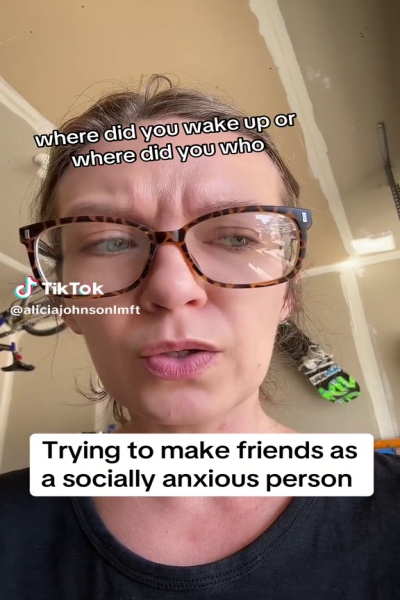 where did you wake up or
where did you who
TikTok
@aliciajohnsonlmft
Trying to make friends as
a socially anxious person